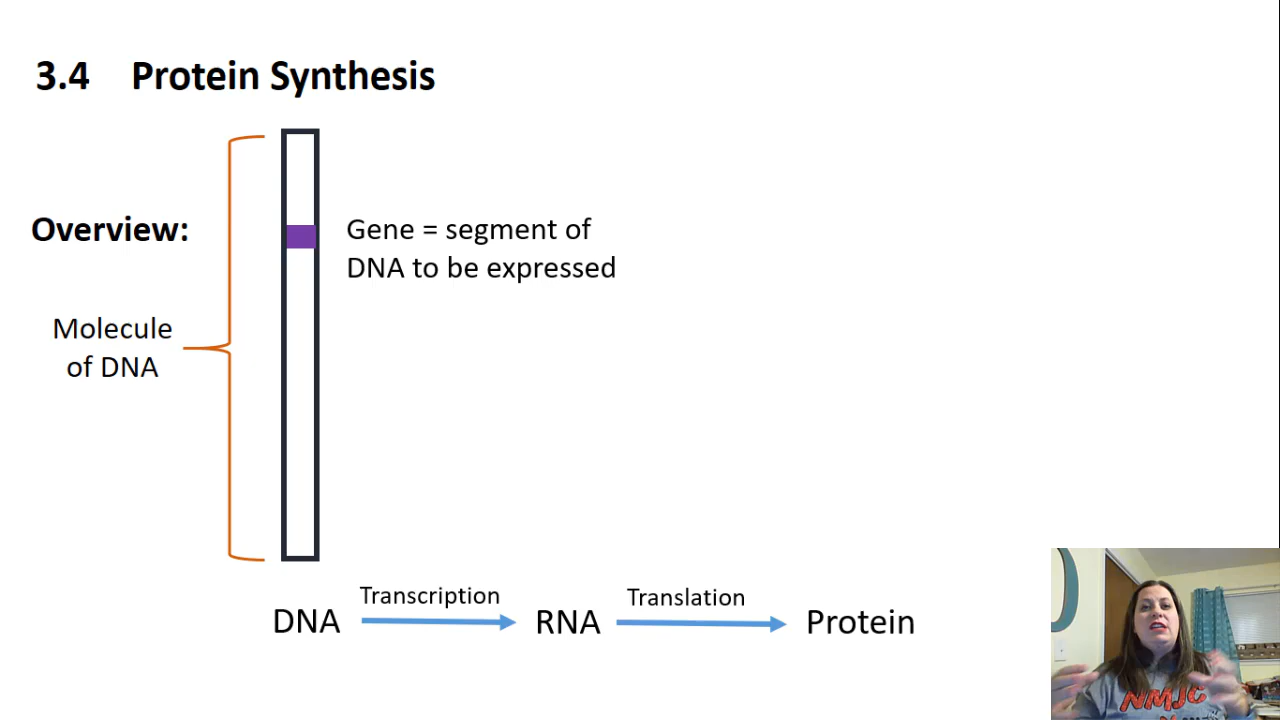 3.4 Protein Synthesis
Overview:
Gene = segment of
DNA to be expressed
Molecule
of DNA
Transcription
Translation
DNA
RNA
Protein
NMJC